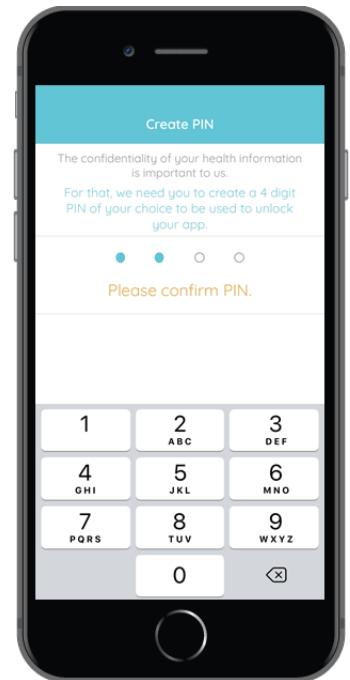 Create PIN
The confidentiality of your health information
is important to us.
For that, we need you to create a 4 digit
PIN of your choice to be used to unlock
your app.
Please confirm PIN.
1 2 3
ABC DEF
4 5 6
GHI JKL MNO
7 8 9
PQRS TUV WXYZ
0